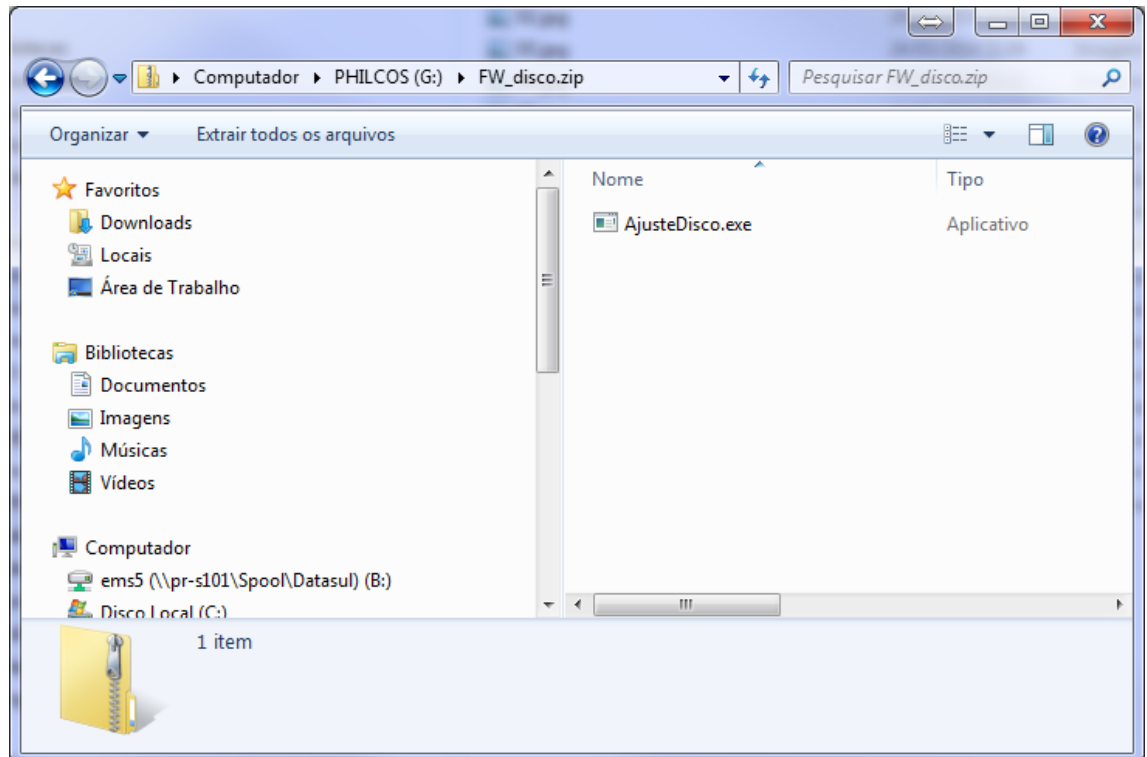 Computador PHILCOS (G:) FW_disco.zip
Pesquisar FW_disco.zip
Organizar Extrair todos os arquivos
Favoritos
Downloads
Locais
Área de Trabalho
Bibliotecas
Documentos
Imagens
Músicas
Vídeos
Computador
ems5 (\\pr-s101\Spool\Datasul) (B:)
Disco Local (C:)
Nome Tipo
AjusteDisco.exe Aplicativo
1 item